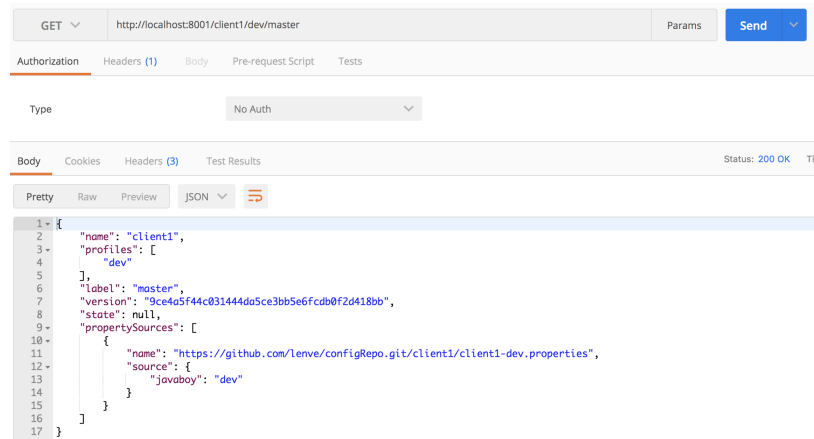 GET http://localhost:8001/client1/dev/master Params Send
Authorization Headers (1) Body Pre-request Script Tests
Type No Auth
Body Cookies Headers (3) Test Results Status: 200 OK Ti
Pretty Raw Preview JSON
1 {
2 "name": "client1",
3 "profiles": [
4 "dev"
5 ],
6 "label": "master",
7 "version": "9ce4a5f44c031444da5ce3bb5e6fcdb0f2d418bb",
8 "state": null,
9 "propertySources": [
10 {
11 "name": "https://github.com/lenve/configRepo.git/client1/client1-dev.properties",
12 "source": {
13 "javaboy": "dev"
14 }
15 }
16 ]
17 }